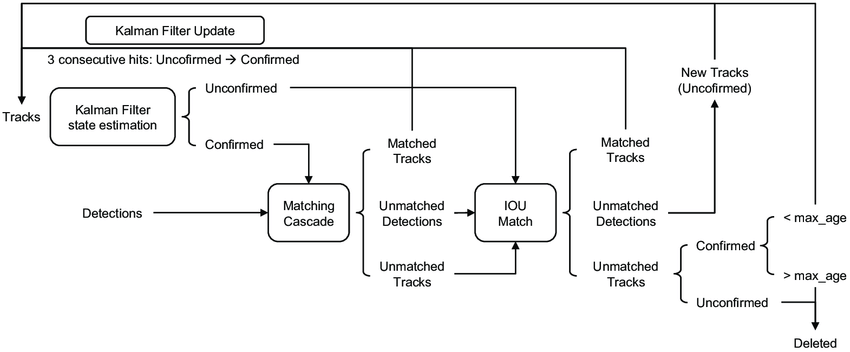 Kalman Filter Update
3 consecutive hits: Uncofirmed → Confirmed
Tracks
Kalman Filter
state estimation
Unconfirmed
Confirmed
Detections
Matching
Cascade
Matched
Tracks
Unmatched
Detections
Unmatched
Tracks
IOU
Match
Matched
Tracks
Unmatched
Detections
Unmatched
Tracks
New Tracks
(Uncofirmed)
Confirmed
Unconfirmed
< max_age
> max_age
Deleted